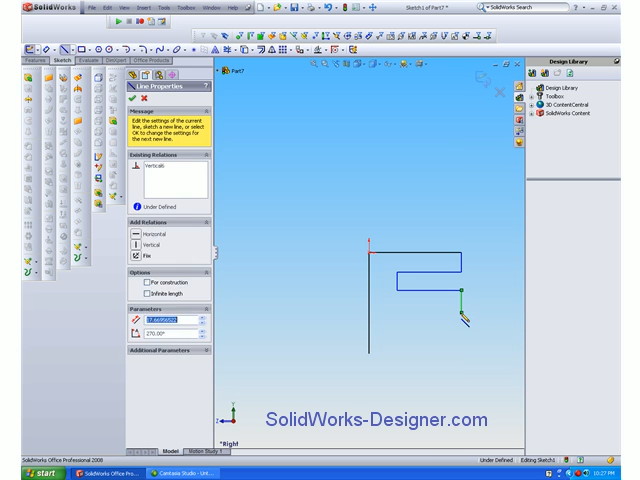 SolidWorks
File Edit View Insert Tools Window Help
Sketch1 of Part7 *
SolidWorks Search
Features Sketch Evaluate DimXpert Office Products
Line Properties
?
Message
Edit the settings of the current
line, sketch a new line, or select
OK to change the settings for
the next new line.
Existing Relations
Vertical6
Under Defined
Add Relations
Horizontal
Vertical
Fix
Options
For construction
Infinite length
Parameters
270.00°
Additional Parameters
Part7
Design Library
Design Library
Toolbox
3D ContentCentral
SolidWorks Content
Y
Z
*Right
SolidWorks-Designer.com
Model Motion Study 1
SolidWorks Office Professional 2008
Under Defined Editing Sketch1
start
SolidWorks Office Pro...
Camtasia Studio - Unt...
10:27 PM